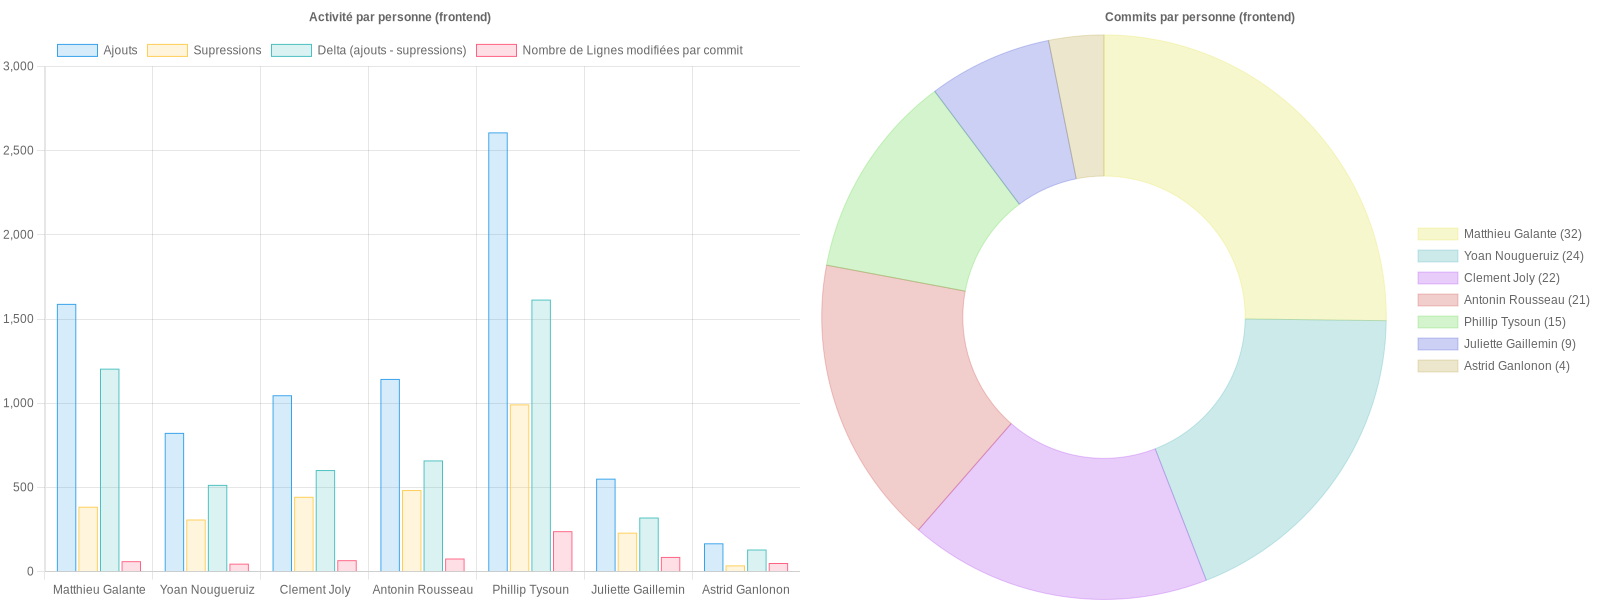 Activité par personne (frontend)
Ajouts
Supressions
Delta (ajouts - supressions)
Nombre de Lignes modifiées par commit
3,000
2,500
2,000
1,500
1,000
500
0
Matthieu Galante
Yoan Nougueruiz
Clement Joly
Antonin Rousseau
Phillip Tysoun
Juliette Gaillemin
Astrid Ganlonon
Commits par personne (frontend)
Matthieu Galante (32)
Yoan Nougueruiz (24)
Clement Joly (22)
Antonin Rousseau (21)
Phillip Tysoun (15)
Juliette Gaillemin (9)
Astrid Ganlonon (4)